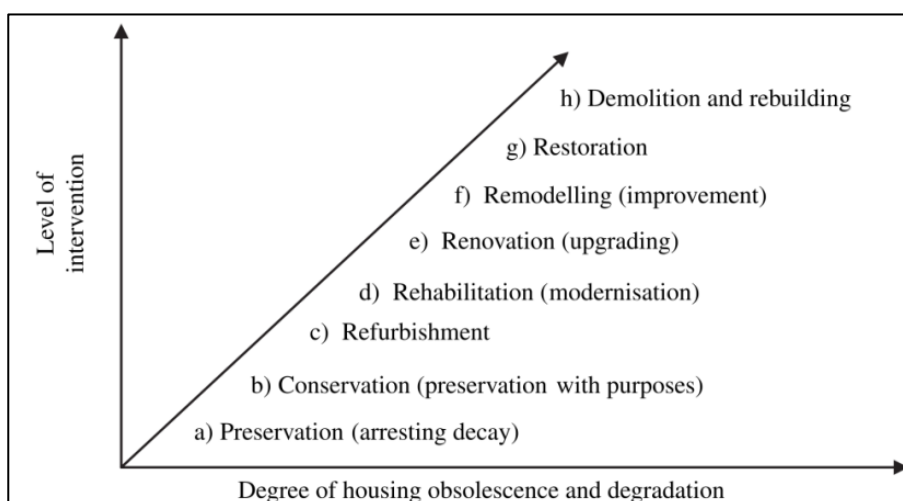 h) Demolition and rebuilding
g) Restoration
f) Remodelling (improvement)
e) Renovation (upgrading)
d) Rehabilitation (modernisation)
c) Refurbishment
b) Conservation (preservation with purposes)
a) Preservation (arresting decay)
Level of
intervention
Degree of housing obsolescence and degradation